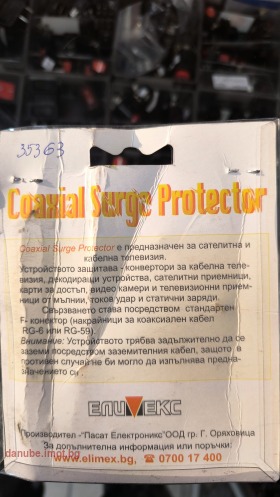 35363
Coaxial Surge Protector
Coaxial Surge Protector е предназначен за сателитна и
кабелна телевизия.
Устройството защитава - конвертори за кабелна теле-
визия, декодиращи устройства, сателитни приемници,
карти за достъп, видео камери и телевизионни прием-
ници от мълнии, токов удар и статични заряди.
Свързването става посредством стандартен
F- конектор (накрайници за коаксиален кабел
RG-6 или RG-59).
Внимание: Устройството трябва задължително да се
заземи посредством заземителния кабел, защото в
противен случай не би могло да изпълнява предна-
значението си.
ЕЛИМЕКС
Производител -"Пасат Електроникс"ООД гр. Г. Оряховица
За допълнителна информация или поръчки:
www.elimex.bg, ☎ 0700 17 400
danube.imot.bg